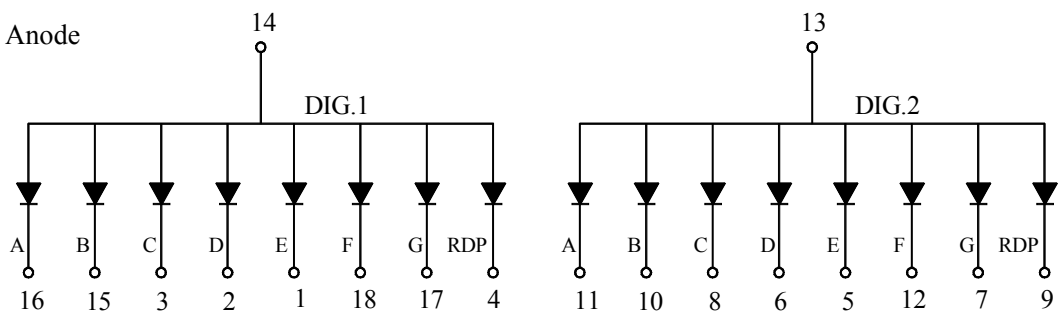 Anode 14 13
DIG.1 DIG.2
A B C D E F G RDP A B C D E F G RDP
16 15 3 2 1 18 17 4 11 10 8 6 5 12 7 9